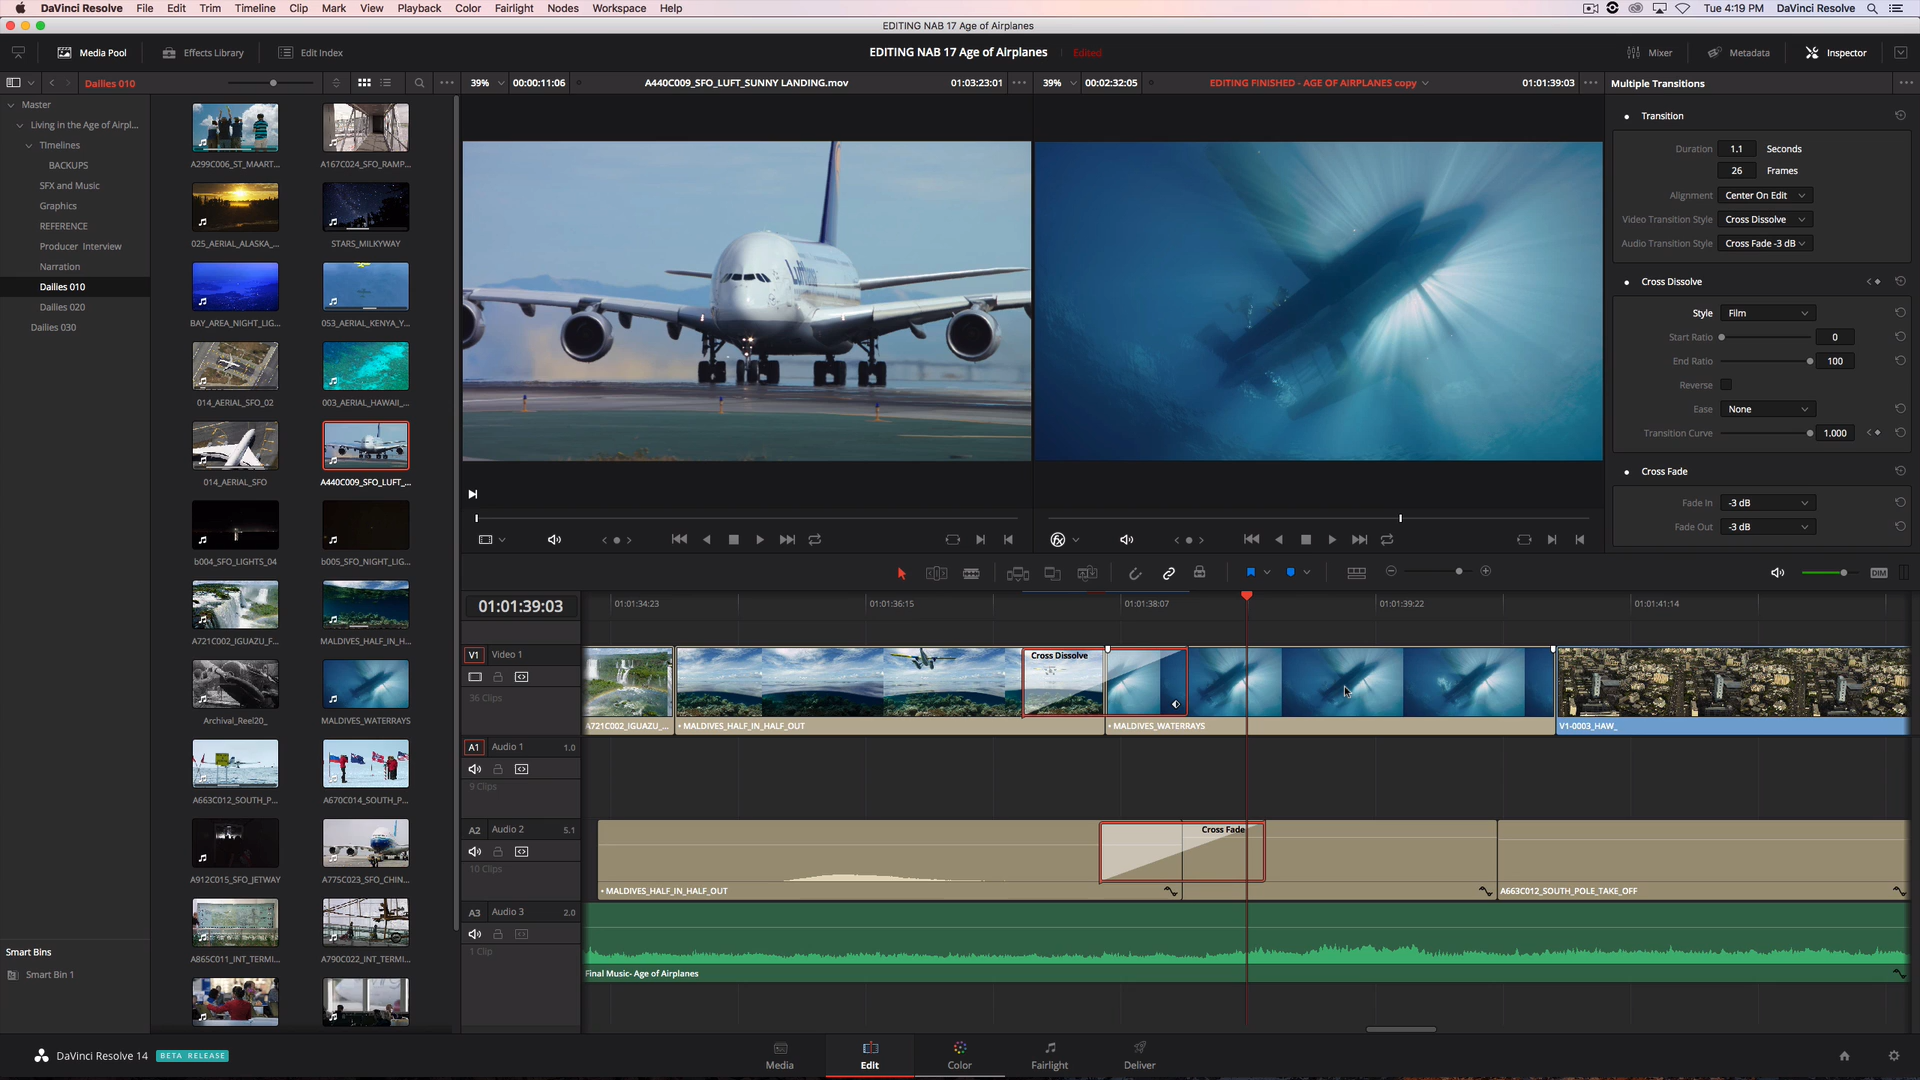 DaVinci Resolve File Edit Trim Timeline Clip Mark View Playback Color Fairlight Nodes Workspace Help
Tue 4:19 PM DaVinci Resolve
EDITING NAB 17 Age of Airplanes
Media Pool Effects Library Edit Index
EDITING NAB 17 Age of Airplanes Edited
Mixer Metadata Inspector
Dailies 010
39% 00:00:11:06 A440C009_SFO_LUFT_SUNNY LANDING.mov 01:03:23:01
39% 00:02:32:05 EDITING FINISHED - AGE OF AIRPLANES copy 01:01:39:03
Multiple Transitions
Master
Living in the Age of Airpl...
TImelines
BACKUPS
SFX and Music
Graphics
REFERENCE
Producer Interview
Narration
Dailies 010
Dailies 020
Dailies 030
Smart Bins
Smart Bin 1
A299C006_ST_MAART... A167C024_SFO_RAMP...
025_AERIAL_ALASKA_... STARS_MILKYWAY
BAY_AREA_NIGHT_LIG... 053_AERIAL_KENYA_Y...
014_AERIAL_SFO_02 003_AERIAL_HAWAII_...
014_AERIAL_SFO A440C009_SFO_LUFT_...
b004_SFO_LIGHTS_04 b005_SFO_NIGHT_LIG...
A721C002_IGUAZU_F... MALDIVES_HALF_IN_H...
Archival_Reel20_ MALDIVES_WATERRAYS
A663C012_SOUTH_P... A670C014_SOUTH_P...
A912C015_SFO_JETWAY A775C023_SFO_CHIN...
A865C011_INT_TERMI... A790C022_INT_TERMI...
Lufthansa
Transition
Duration 1.1 Seconds
26 Frames
Alignment Center On Edit
Video Transition Style Cross Dissolve
Audio Transition Style Cross Fade -3 dB
Cross Dissolve
Style Film
Start Ratio 0
End Ratio 100
Reverse
Ease None
Transition Curve 1.000
Cross Fade
Fade In -3 dB
Fade Out -3 dB
DIM
01:01:39:03
01:01:34:23 01:01:36:15 01:01:38:07 01:01:39:22 01:01:41:14
V1 Video 1
36 Clips
Cross Dissolve
A721C002_IGUAZU_... • MALDIVES_HALF_IN_HALF_OUT • MALDIVES_WATERRAYS V1-0003_HAW_
A1 Audio 1 1.0
9 Clips
A2 Audio 2 5.1
10 Clips
Cross Fade
• MALDIVES_HALF_IN_HALF_OUT A663C012_SOUTH_POLE_TAKE_OFF
A3 Audio 3 2.0
1 Clip
Final Music- Age of Airplanes
DaVinci Resolve 14 BETA RELEASE
Media Edit Color Fairlight Deliver